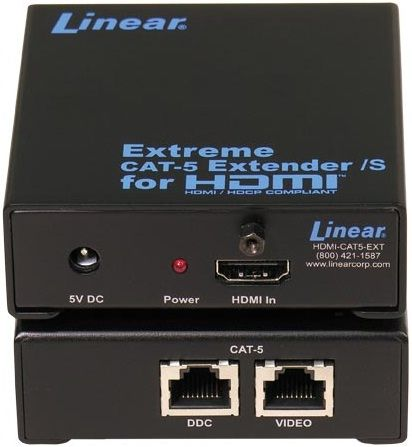 Linear®
Extreme
CAT-5 Extender /S
for HDMI™
HDMI / HDCP COMPLIANT
Linear®
HDMI-CAT5-EXT
(800) 421-1587
www.linearcorp.com
5V DC
Power
HDMI In
CAT-5
DDC
VIDEO